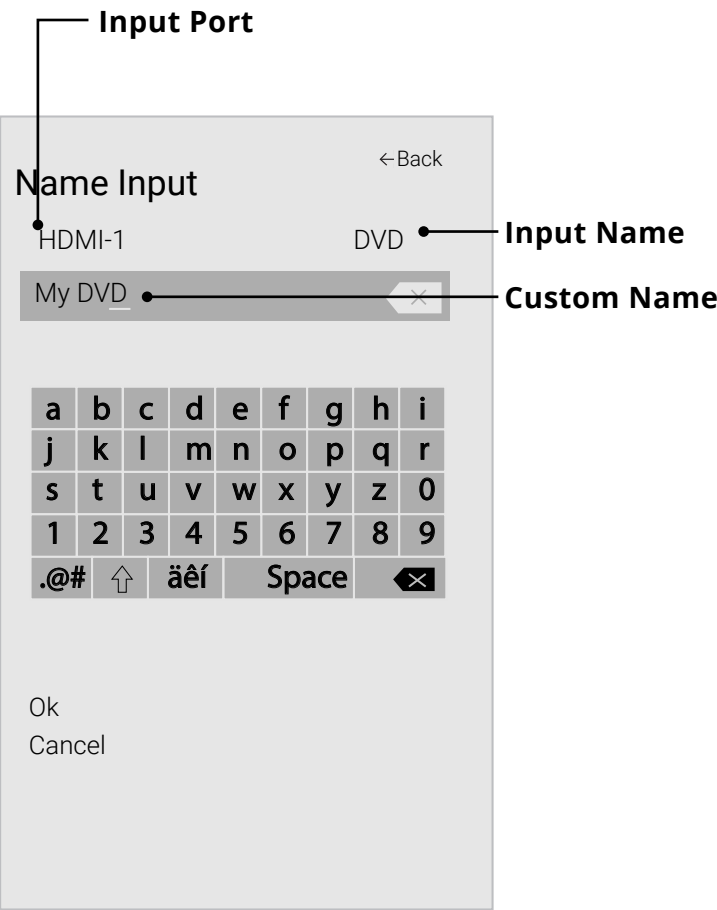 Input Port
←Back
Name Input
HDMI-1 DVD Input Name
My DVD Custom Name
a b c d e f g h i
j k l m n o p q r
s t u v w x y z 0
1 2 3 4 5 6 7 8 9
.@# äêí Space
Ok
Cancel